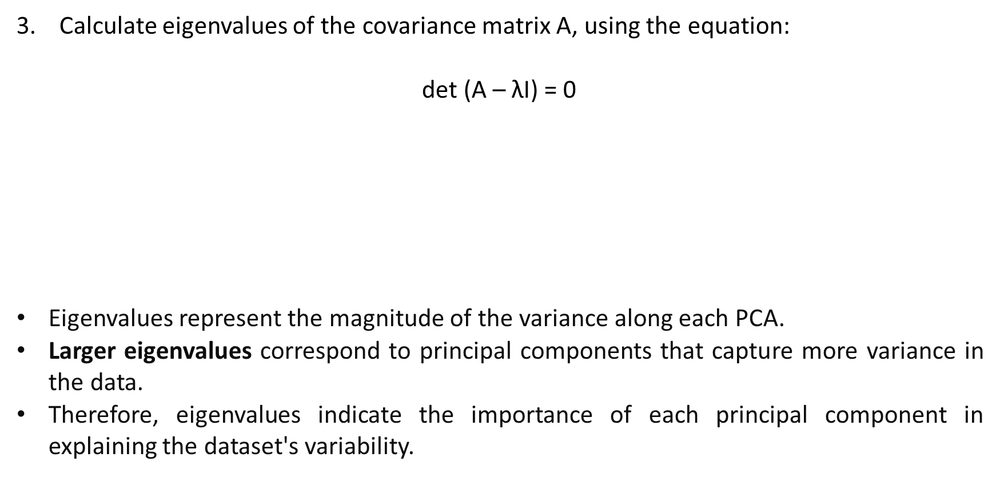 3. Calculate eigenvalues of the covariance matrix A, using the equation:
det (A – λI) = 0
• Eigenvalues represent the magnitude of the variance along each PCA.
• Larger eigenvalues correspond to principal components that capture more variance in
the data.
• Therefore, eigenvalues indicate the importance of each principal component in
explaining the dataset's variability.